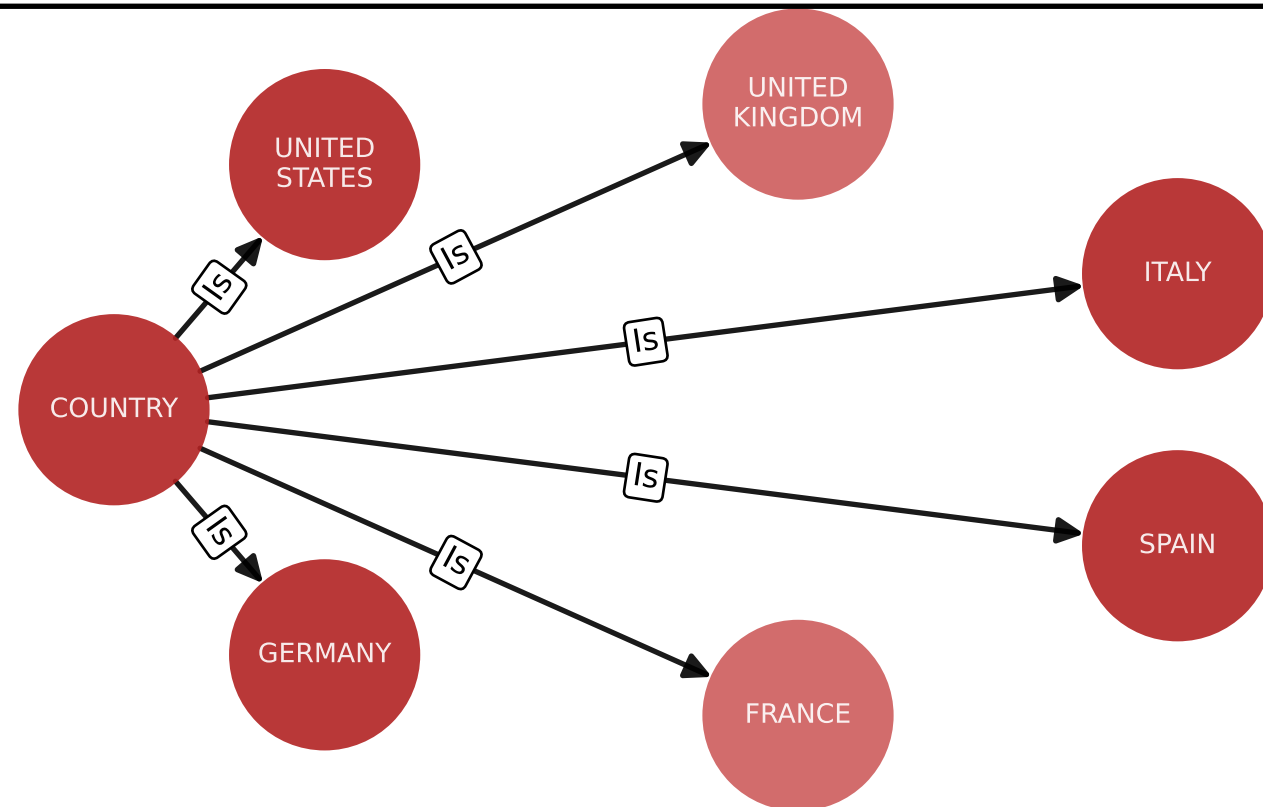 UNITED
KINGDOM
UNITED
STATES
Is
Is
ITALY
Is
COUNTRY
Is
Is
SPAIN
Is
GERMANY
FRANCE